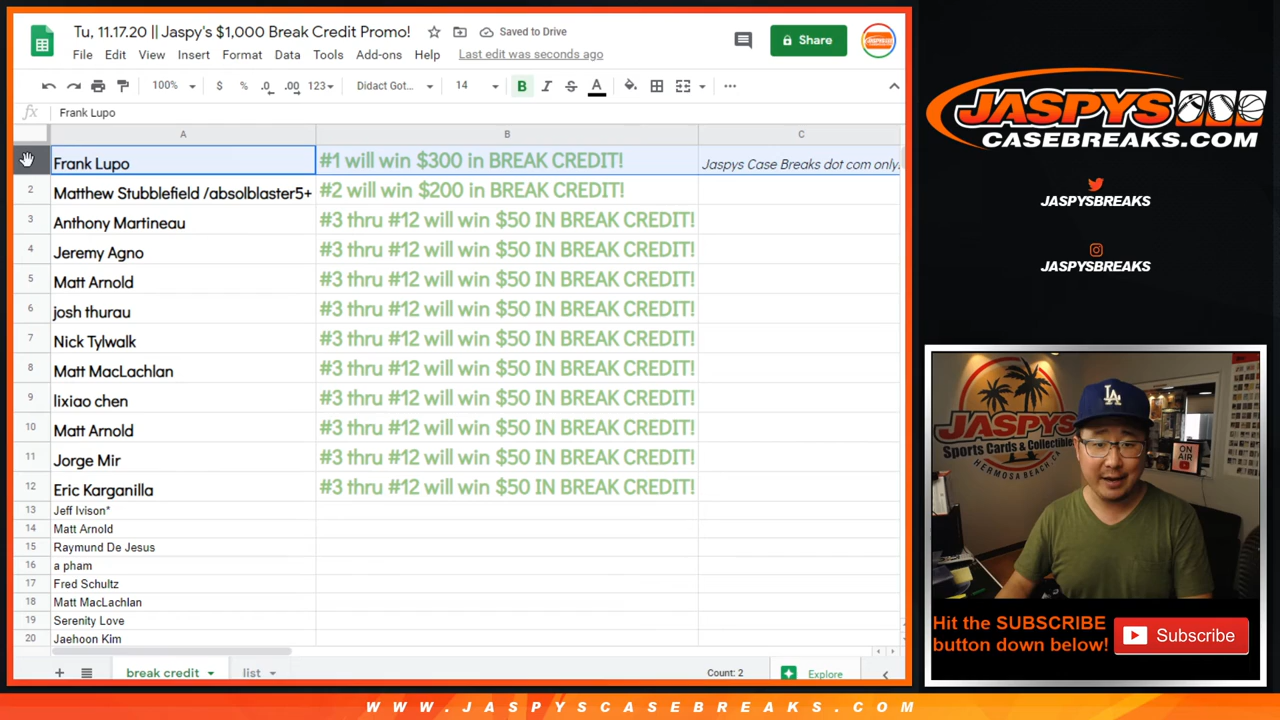 Tu, 11.17.20 || Jaspy's $1,000 Break Credit Promo!
Saved to Drive
File Edit View Insert Format Data Tools Add-ons Help Last edit was seconds ago
Share
100% $ % .0 .00 123 Didact Got... 14 B I S A ...
fx Frank Lupo
A B C
Frank Lupo #1 will win $300 in BREAK CREDIT! Jaspys Case Breaks dot com only.
2 Matthew Stubblefield /absolblaster5+ #2 will win $200 in BREAK CREDIT!
3 Anthony Martineau #3 thru #12 will win $50 IN BREAK CREDIT!
4 Jeremy Agno #3 thru #12 will win $50 IN BREAK CREDIT!
5 Matt Arnold #3 thru #12 will win $50 IN BREAK CREDIT!
6 josh thurau #3 thru #12 will win $50 IN BREAK CREDIT!
7 Nick Tylwalk #3 thru #12 will win $50 IN BREAK CREDIT!
8 Matt MacLachlan #3 thru #12 will win $50 IN BREAK CREDIT!
9 lixiao chen #3 thru #12 will win $50 IN BREAK CREDIT!
10 Matt Arnold #3 thru #12 will win $50 IN BREAK CREDIT!
11 Jorge Mir #3 thru #12 will win $50 IN BREAK CREDIT!
12 Eric Karganilla #3 thru #12 will win $50 IN BREAK CREDIT!
13 Jeff Ivison*
14 Matt Arnold
15 Raymund De Jesus
16 a pham
17 Fred Schultz
18 Matt MacLachlan
19 Serenity Love
20 Jaehoon Kim
+ break credit list Count: 2 Explore
JASPYS
CASEBREAKS.COM
JASPYSBREAKS
JASPYSBREAKS
JASPYS
Sports Cards & Collectibles
HERMOSA BEACH, CA
LA
ON AIR
Hit the SUBSCRIBE
button down below!
Subscribe
WWW.JASPYSCASEBREAKS.COM